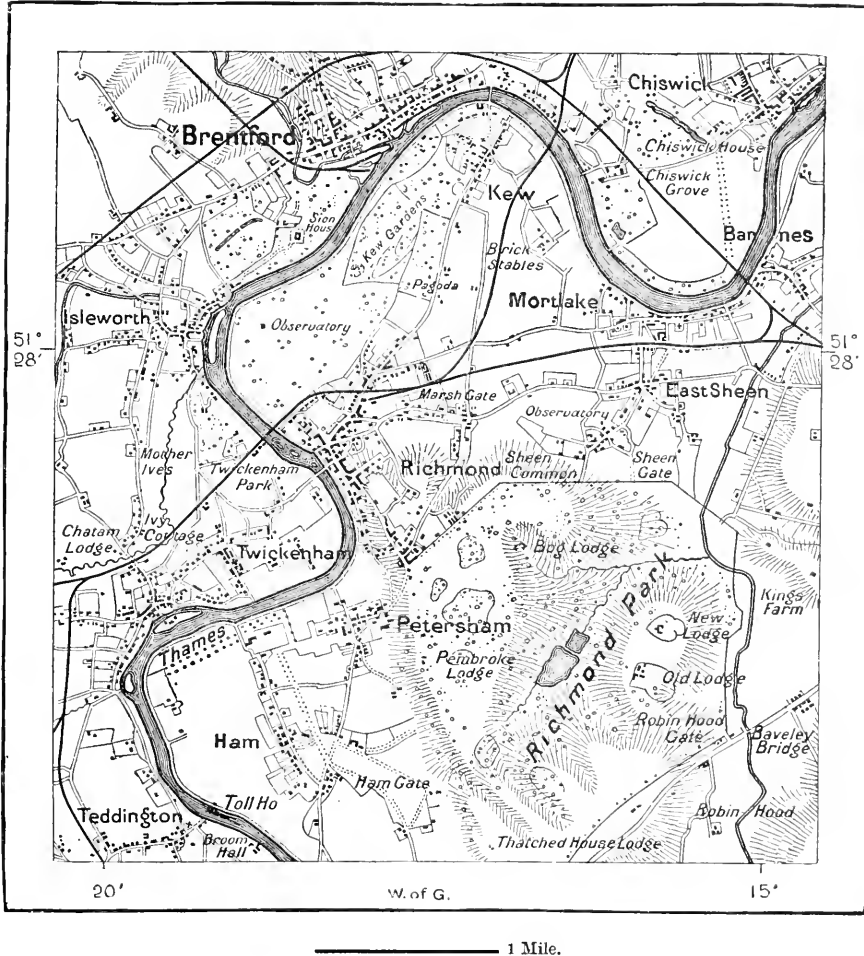 Chiswick
Brentford
Chiswick House
Chiswick
Grove
Kew
Sion
House
Kew Gardens
Brick
Stables
Barnes
Pagoda
Mortlake
Isleworth
Observatory
51°
28′
51°
28′
Marsh Gate
East Sheen
Observatory
Mother
Ives
Twickenham
Park
Richmond
Sheen
Common
Sheen
Gate
Ivy
Cottage
Chatam
Lodge
Twickenham
Bog Lodge
Kings
Farm
Petersham
New
Lodge
Thames
Pembroke
Lodge
Richmond Park
Old Lodge
Robin Hood
Gate
Baveley
Bridge
Ham
Ham Gate
Toll Ho
Teddington
Robin Hood
Broom
Hall
Thatched House Lodge
20′
W. of G.
15′
1 Mile.